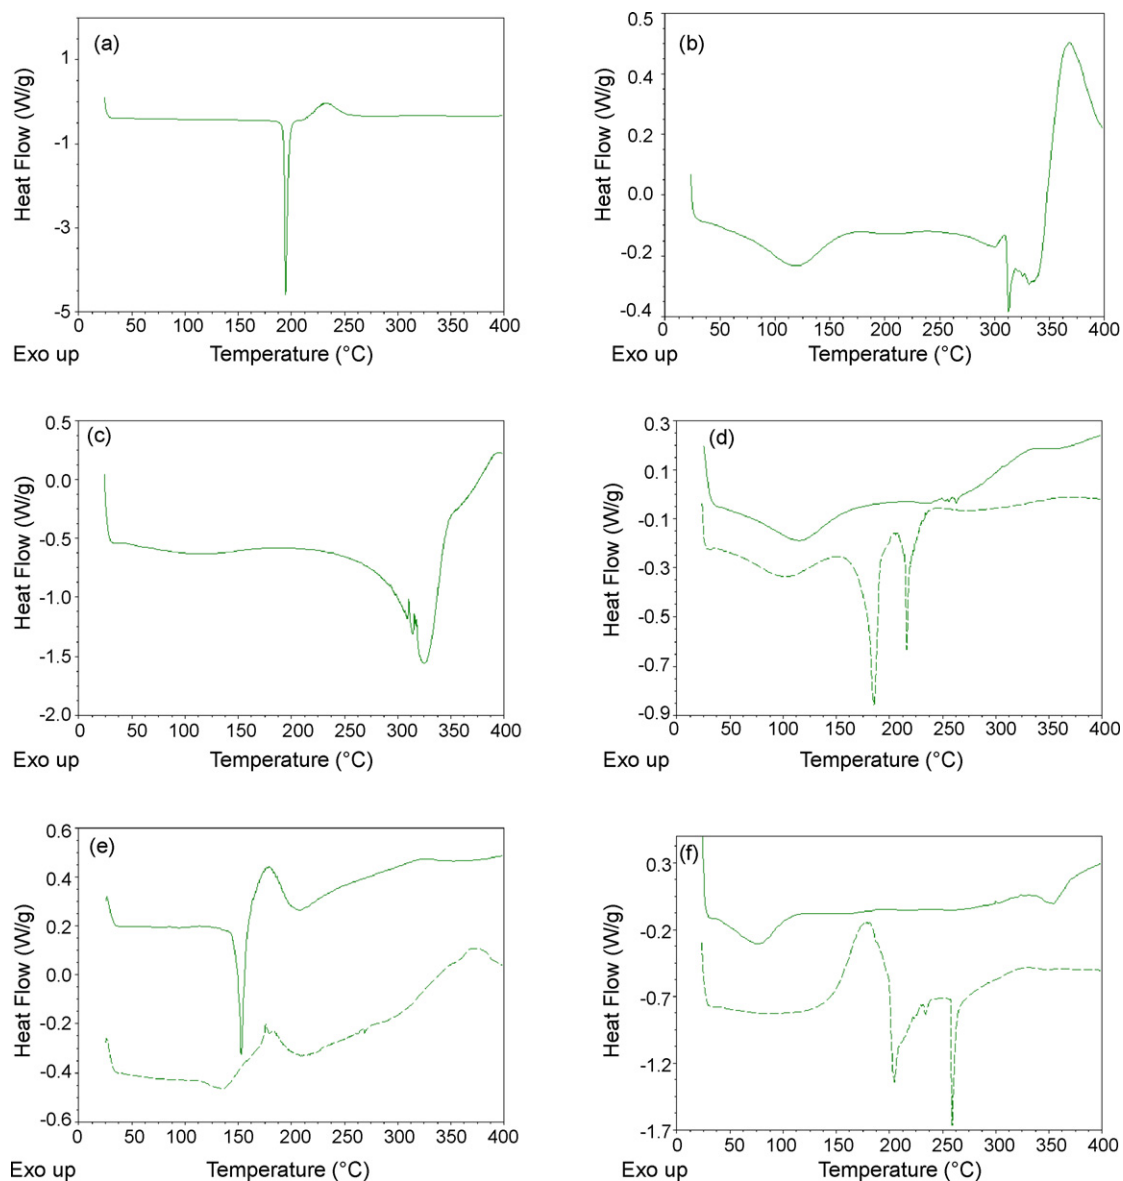 (a)
Heat Flow (W/g)
1
-1
-3
-5
0 50 100 150 200 250 300 350 400
Exo up Temperature (°C)
(b)
Heat Flow (W/g)
0.5
0.4
0.2
0.0
-0.2
-0.4
0 50 100 150 200 250 300 350 400
Exo up Temperature (°C)
(c)
Heat Flow (W/g)
0.5
0.0
-0.5
-1.0
-1.5
-2.0
0 50 100 150 200 250 300 350 400
Exo up Temperature (°C)
(d)
Heat Flow (W/g)
0.3
0.1
-0.1
-0.3
-0.5
-0.7
-0.9
0 50 100 150 200 250 300 350 400
Exo up Temperature (°C)
(e)
Heat Flow (W/g)
0.6
0.4
0.2
0.0
-0.2
-0.4
-0.6
0 50 100 150 200 250 300 350 400
Exo up Temperature (°C)
(f)
Heat Flow (W/g)
0.3
-0.2
-0.7
-1.2
-1.7
0 50 100 150 200 250 300 350 400
Exo up Temperature (°C)